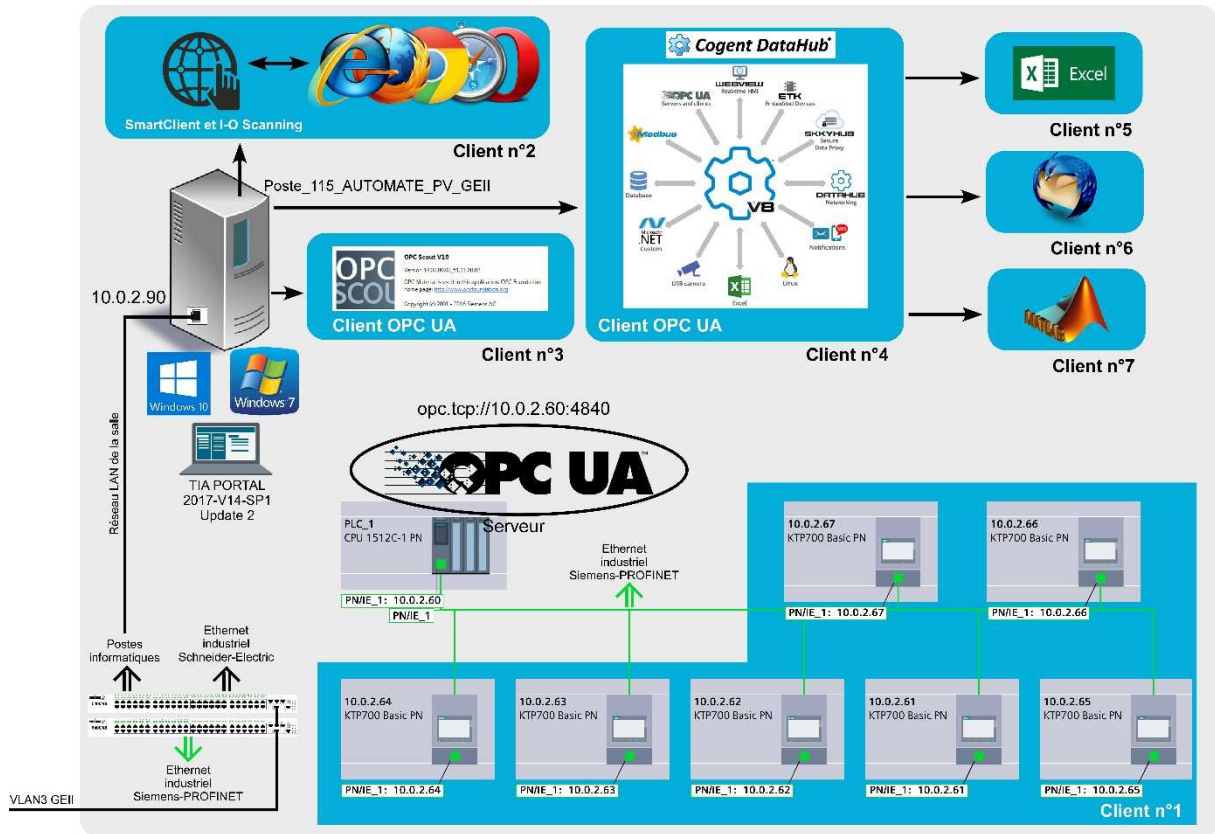 SmartClient et I-O Scanning
Client n°2
Poste_115_AUTOMATE_PV_GEII
10.0.2.90
Windows 10
Windows 7
TIA PORTAL
2017-V14-SP1
Update 2
Réseau LAN de la salle
OPC
SCOUT
OPC Scout V10
Copyright (c) 2001 - 2016 Siemens AG
Client OPC UA
Client n°3
Cogent DataHub
WEBVIEW
Real-time HMI
OPC UA
Servers and clients
ETK
Embedded Devices
Modbus
SKKYHUB
Secure
Data Proxy
Database
V8
DATAHUB
Networking
Microsoft
.NET
Custom
Notifications
USB camera
Excel
Linux
Client OPC UA
Client n°4
Excel
Client n°5
Client n°6
MATLAB
Client n°7
opc.tcp://10.0.2.60:4840
OPC UA
Serveur
PLC_1
CPU 1512C-1 PN
PN/IE_1: 10.0.2.60
PN/IE_1
Ethernet
industriel
Siemens-PROFINET
10.0.2.67
KTP700 Basic PN
PN/IE_1: 10.0.2.67
10.0.2.66
KTP700 Basic PN
PN/IE_1: 10.0.2.66
10.0.2.64
KTP700 Basic PN
PN/IE_1: 10.0.2.64
10.0.2.63
KTP700 Basic PN
PN/IE_1: 10.0.2.63
10.0.2.62
KTP700 Basic PN
PN/IE_1: 10.0.2.62
10.0.2.61
KTP700 Basic PN
PN/IE_1: 10.0.2.61
10.0.2.65
KTP700 Basic PN
PN/IE_1: 10.0.2.65
Client n°1
Postes
informatiques
Ethernet
industriel
Schneider-Electric
Ethernet
industriel
Siemens-PROFINET
VLAN3 GEII